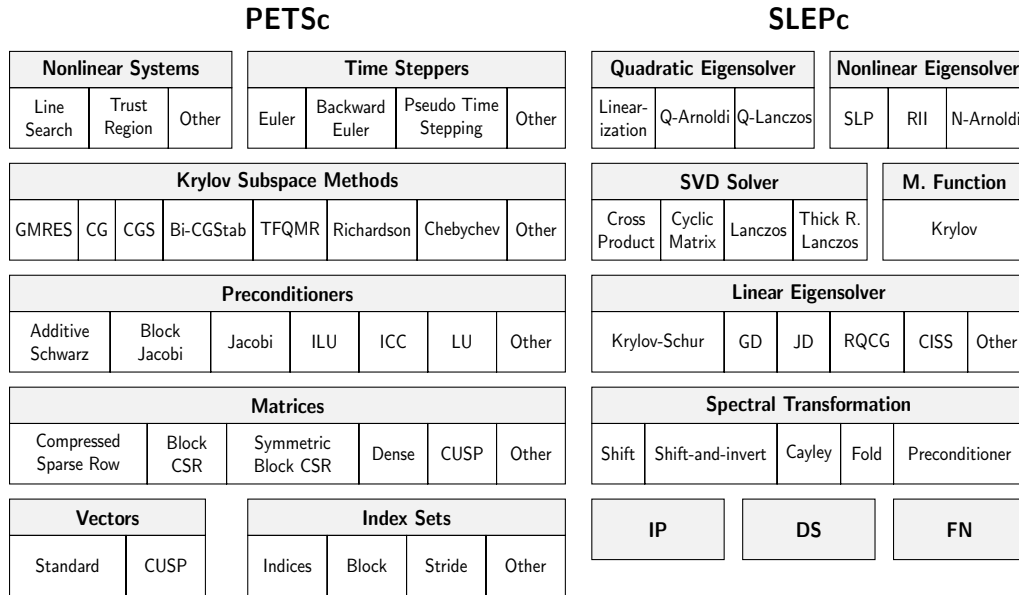 PETSc
SLEPc
Nonlinear Systems
Line
Search
Trust
Region
Other
Time Steppers
Euler
Backward
Euler
Pseudo Time
Stepping
Other
Quadratic Eigensolver
Linear-
ization
Q-Arnoldi
Q-Lanczos
Nonlinear Eigensolver
SLP
RII
N-Arnoldi
Krylov Subspace Methods
GMRES
CG
CGS
Bi-CGStab
TFQMR
Richardson
Chebychev
Other
SVD Solver
Cross
Product
Cyclic
Matrix
Lanczos
Thick R.
Lanczos
M. Function
Krylov
Preconditioners
Additive
Schwarz
Block
Jacobi
Jacobi
ILU
ICC
LU
Other
Linear Eigensolver
Krylov-Schur
GD
JD
RQCG
CISS
Other
Matrices
Compressed
Sparse Row
Block
CSR
Symmetric
Block CSR
Dense
CUSP
Other
Spectral Transformation
Shift
Shift-and-invert
Cayley
Fold
Preconditioner
Vectors
Standard
CUSP
Index Sets
Indices
Block
Stride
Other
IP
DS
FN